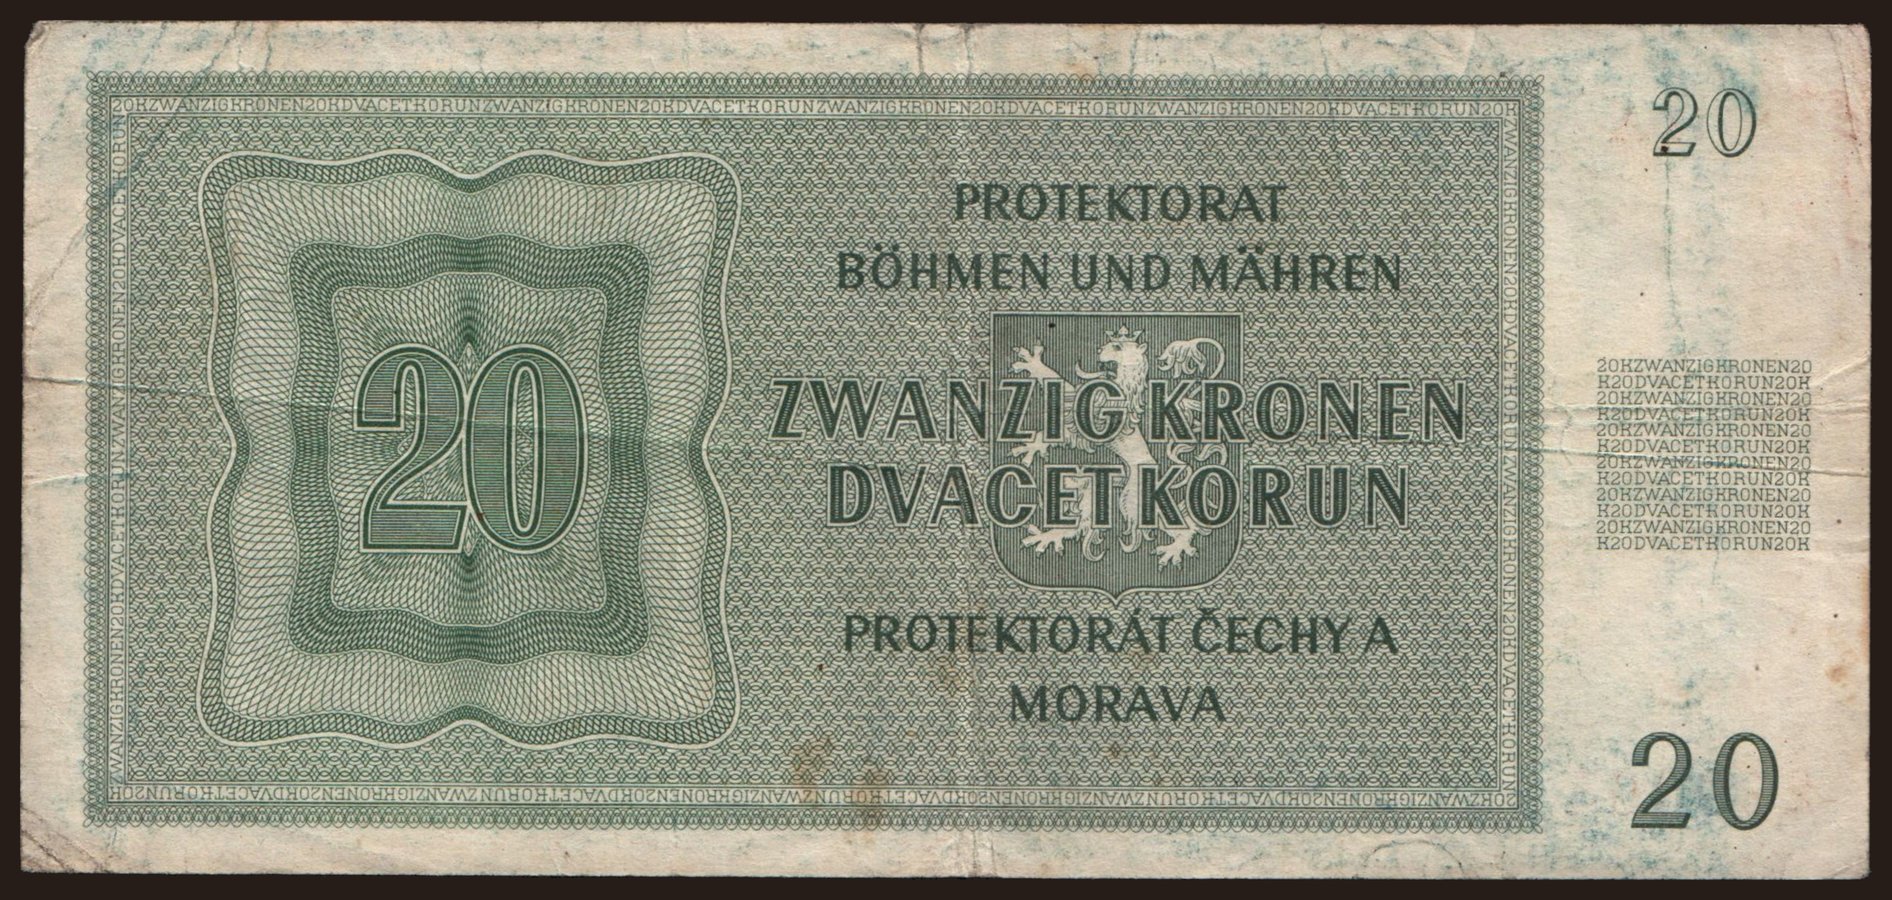 20KZWANZIGKRONEN20KDVACETKORUNZWANZIGKRONEN20KDVACETKORUNZWANZIGKRONEN20KDVACETKORUNZWANZIGKRONEN20KDVACETKORUN20K
20
PROTEKTORAT
BÖHMEN UND MÄHREN
20
ZWANZIG KRONEN
DVACET KORUN
PROTEKTORÁT ČECHY A
MORAVA
20KZWANZIGKRONEN20
K20DVACETKORUN20K
20KZWANZIGKRONEN20
K20DVACETKORUN20K
20KZWANZIGKRONEN20
K20DVACETKORUN20K
20KZWANZIGKRONEN20
K20DVACETKORUN20K
20KZWANZIGKRONEN20
K20DVACETKORUN20K
20KZWANZIGKRONEN20
K20DVACETKORUN20K
20